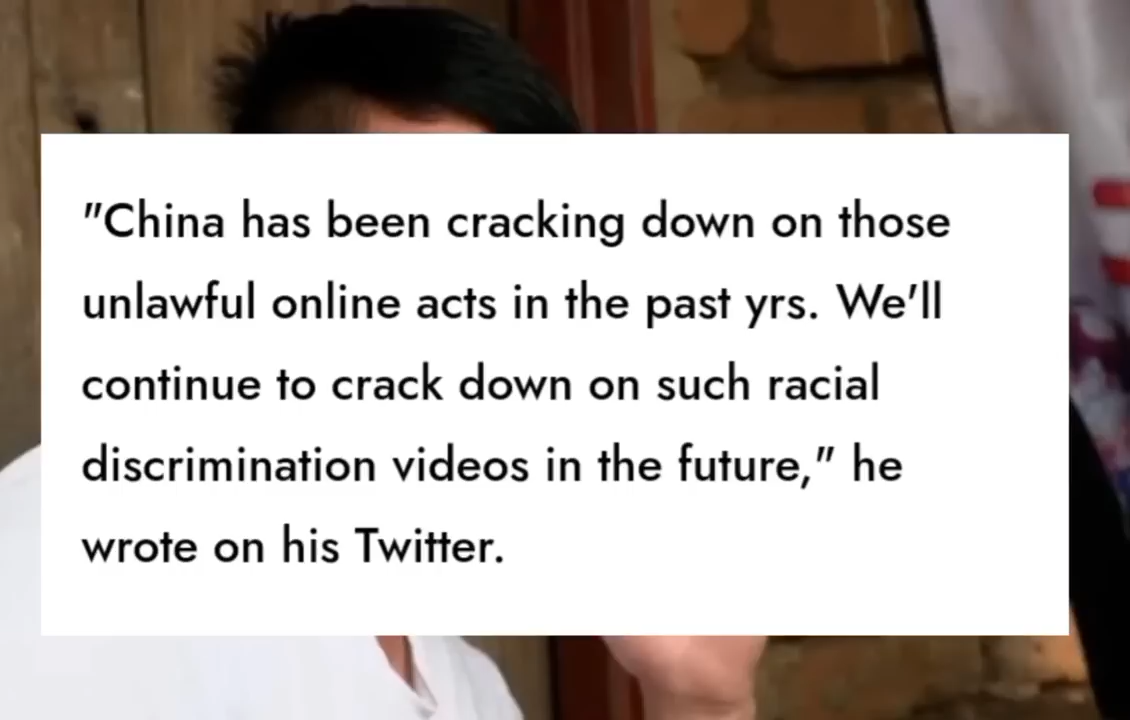 "China has been cracking down on those
unlawful online acts in the past yrs. We'll
continue to crack down on such racial
discrimination videos in the future," he
wrote on his Twitter.